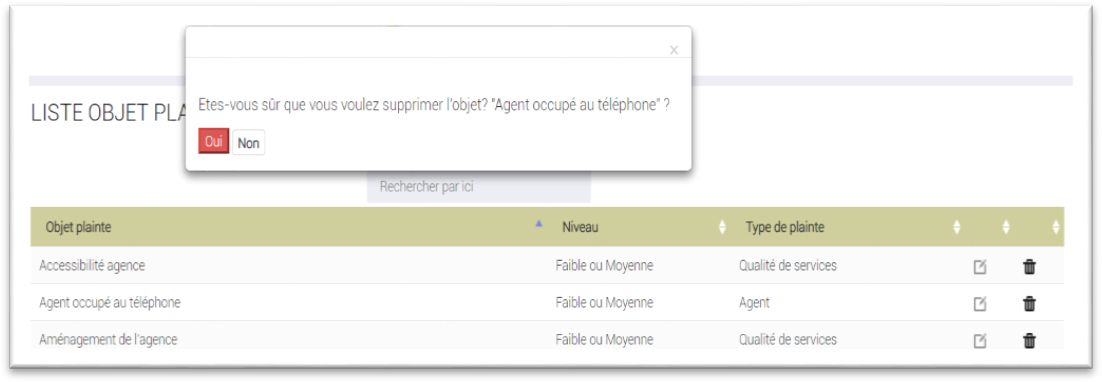 ×
Etes-vous sûr que vous voulez supprimer l'objet? "Agent occupé au téléphone" ?
Oui Non
LISTE OBJET PLA
Rechercher par ici
Objet plainte Niveau Type de plainte
Accessibilité agence Faible ou Moyenne Qualité de services
Agent occupé au téléphone Faible ou Moyenne Agent
Aménagement de l'agence Faible ou Moyenne Qualité de services